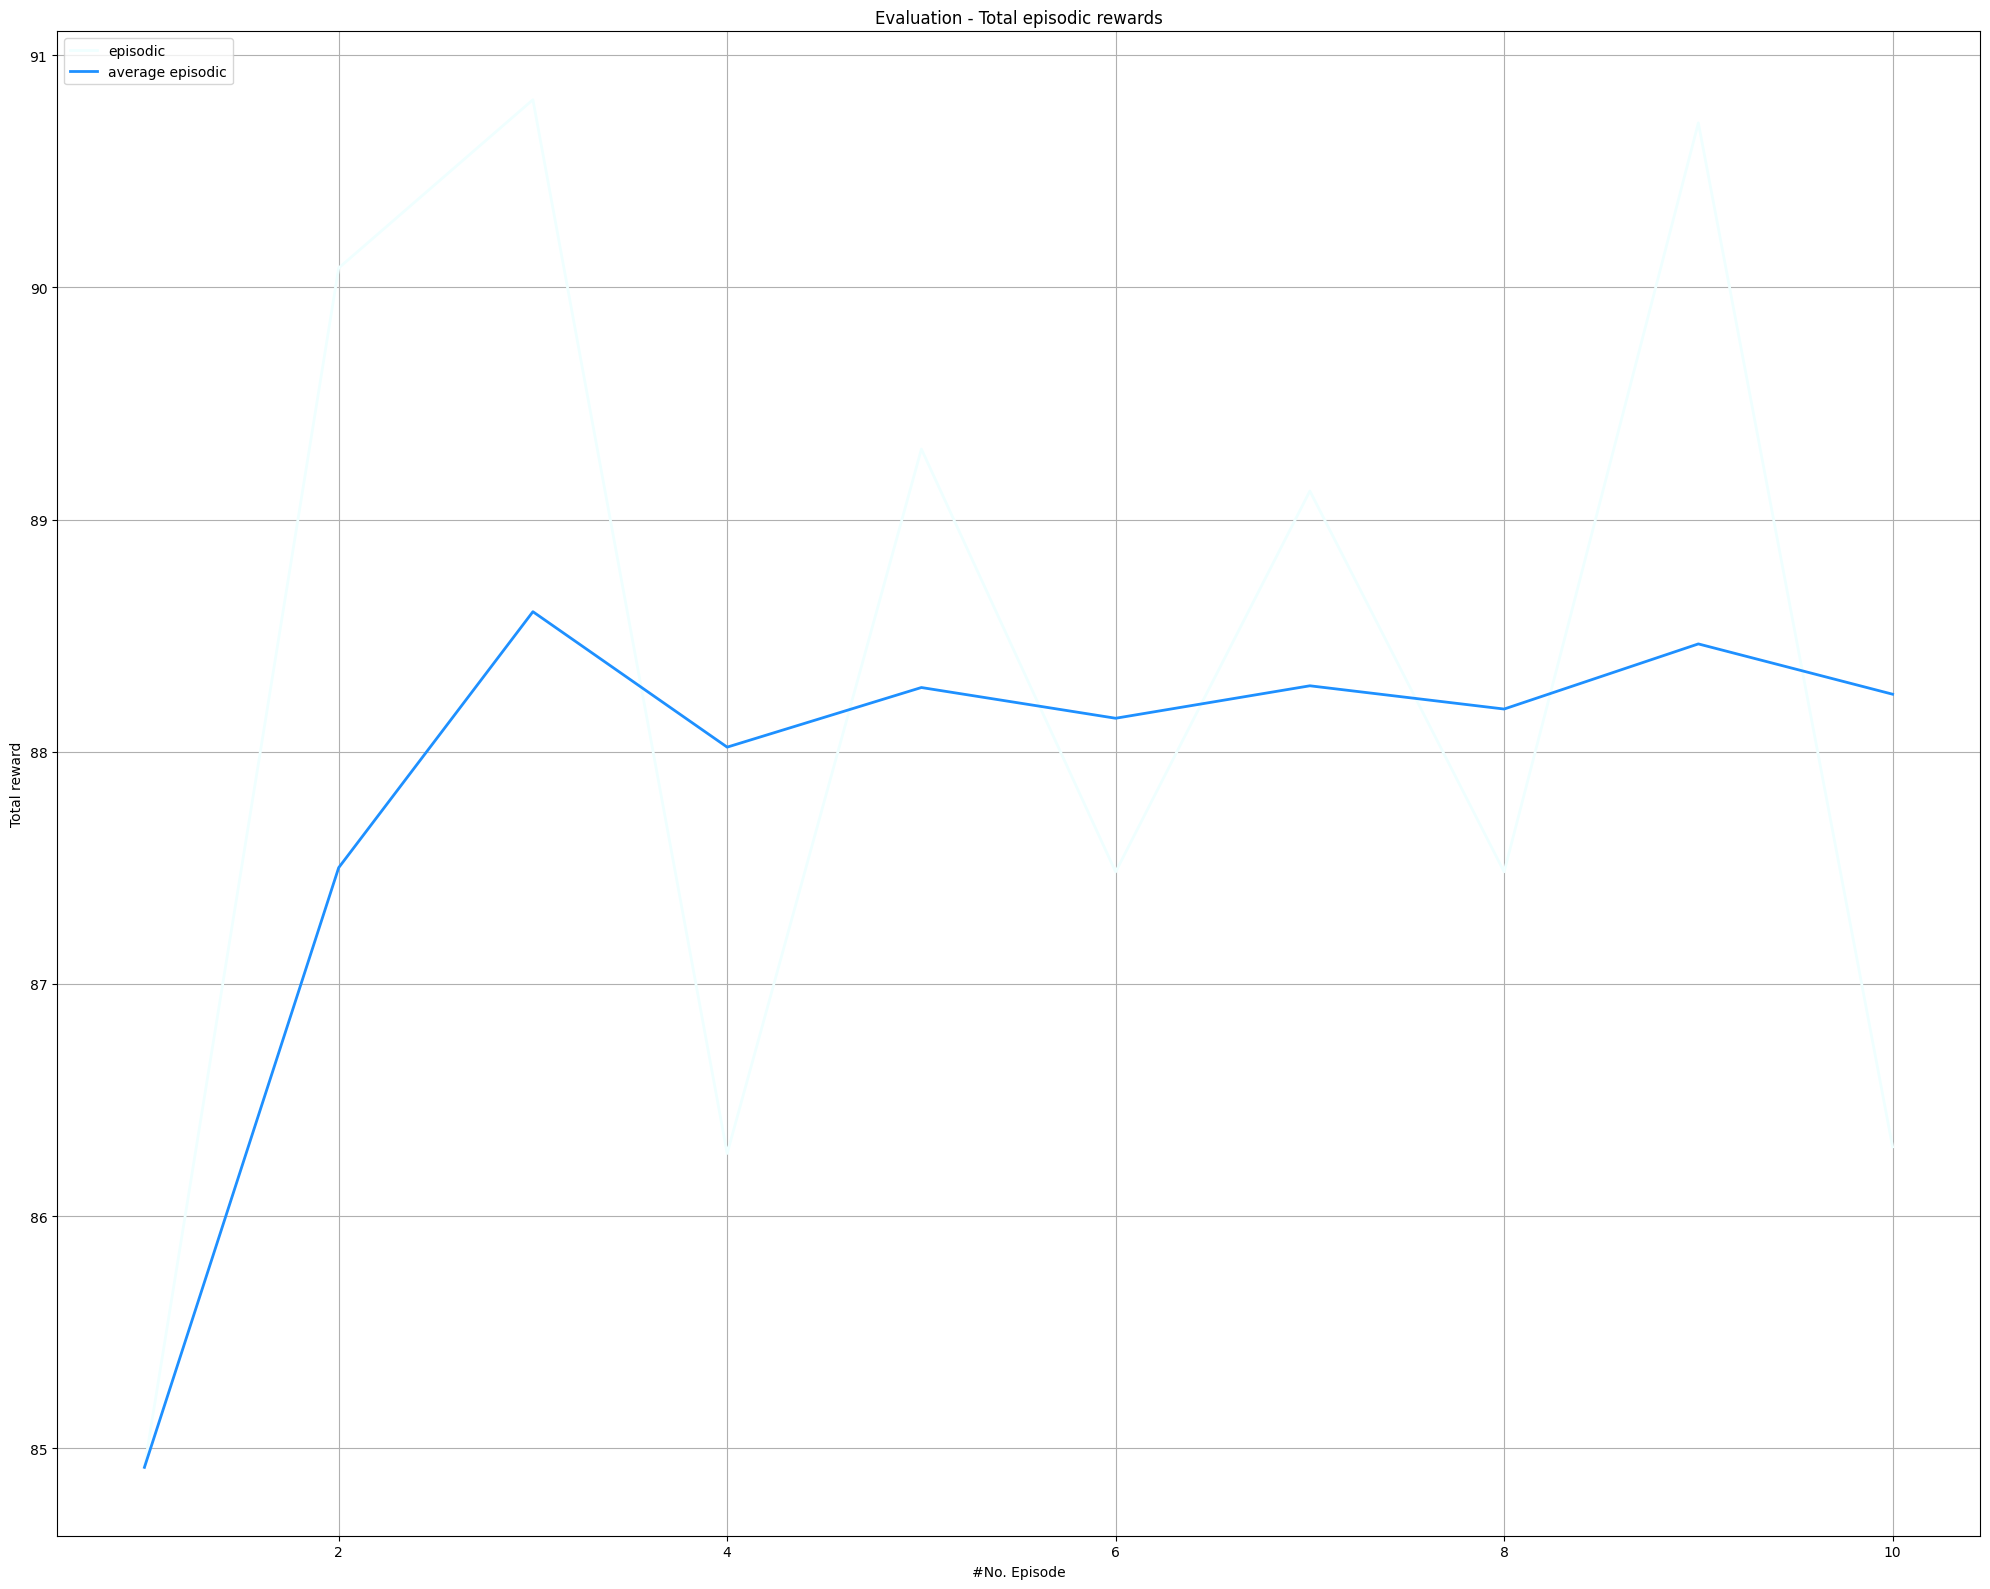 Evaluation - Total episodic rewards
episodic
average episodic
91
90
89
88
87
86
85
Total reward
2 4 6 8 10
#No. Episode